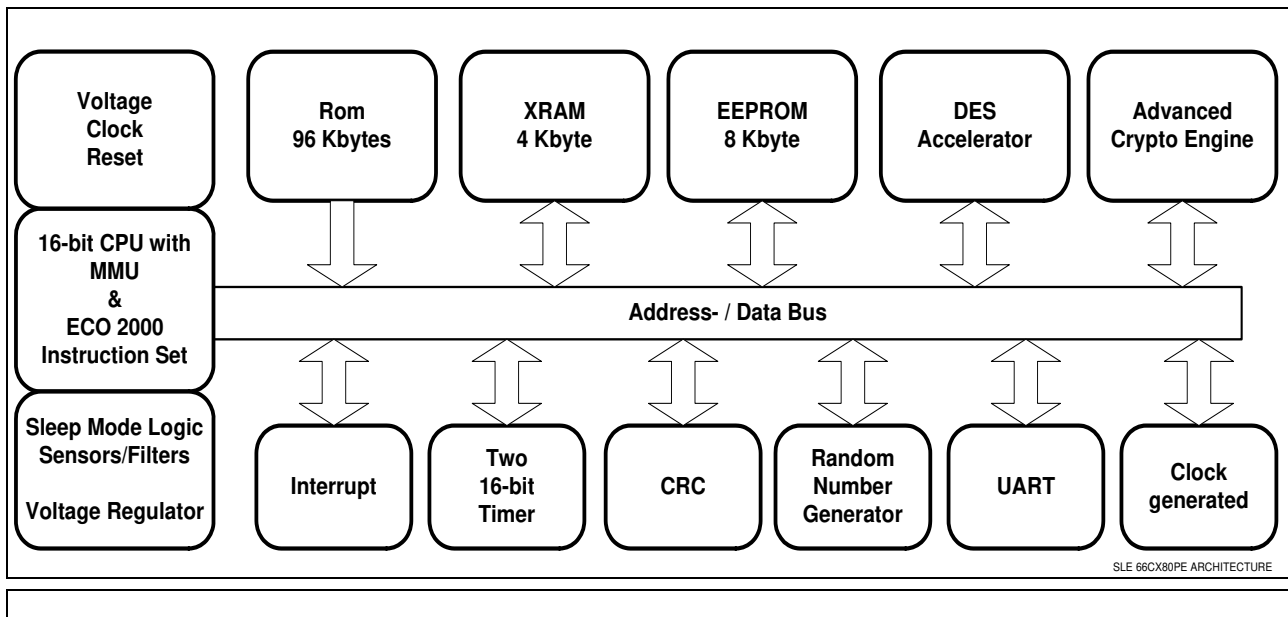 Voltage
Clock
Reset
Rom
96 Kbytes
XRAM
4 Kbyte
EEPROM
8 Kbyte
DES
Accelerator
Advanced
Crypto Engine
16-bit CPU with
MMU
&
ECO 2000
Instruction Set
Address- / Data Bus
Sleep Mode Logic
Sensors/Filters
Voltage Regulator
Interrupt
Two
16-bit
Timer
CRC
Random
Number
Generator
UART
Clock
generated
SLE 66CX80PE ARCHITECTURE